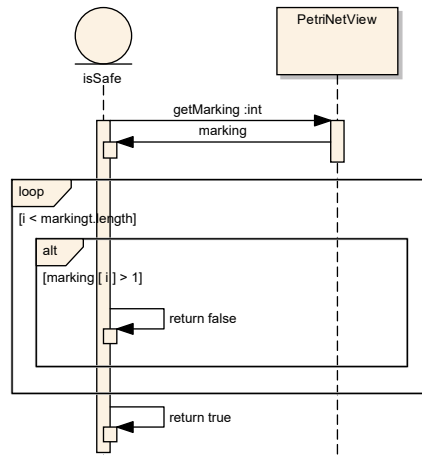 PetriNetView
isSafe
getMarking :int
marking
loop
[i < markingt.length]
alt
[marking [ i ] > 1]
return false
return true